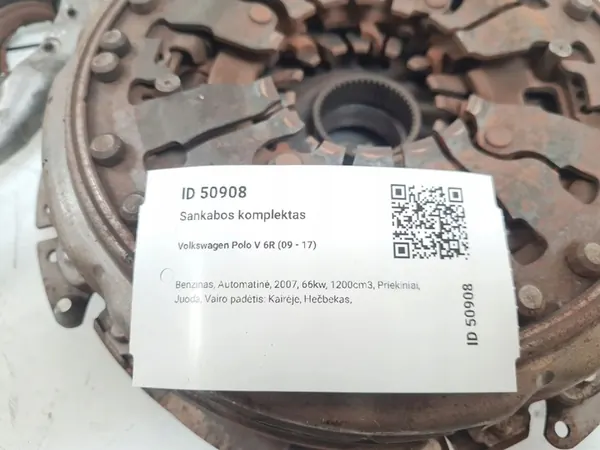 ID 50908
Sankabos komplektas
Volkswagen Polo V 6R (09 - 17)
Benzinas, Automatinė, 2007, 66kw, 1200cm3, Priekiniai,
Juoda, Vairo padėtis: Kairėje, Hečbekas,
ID 50908